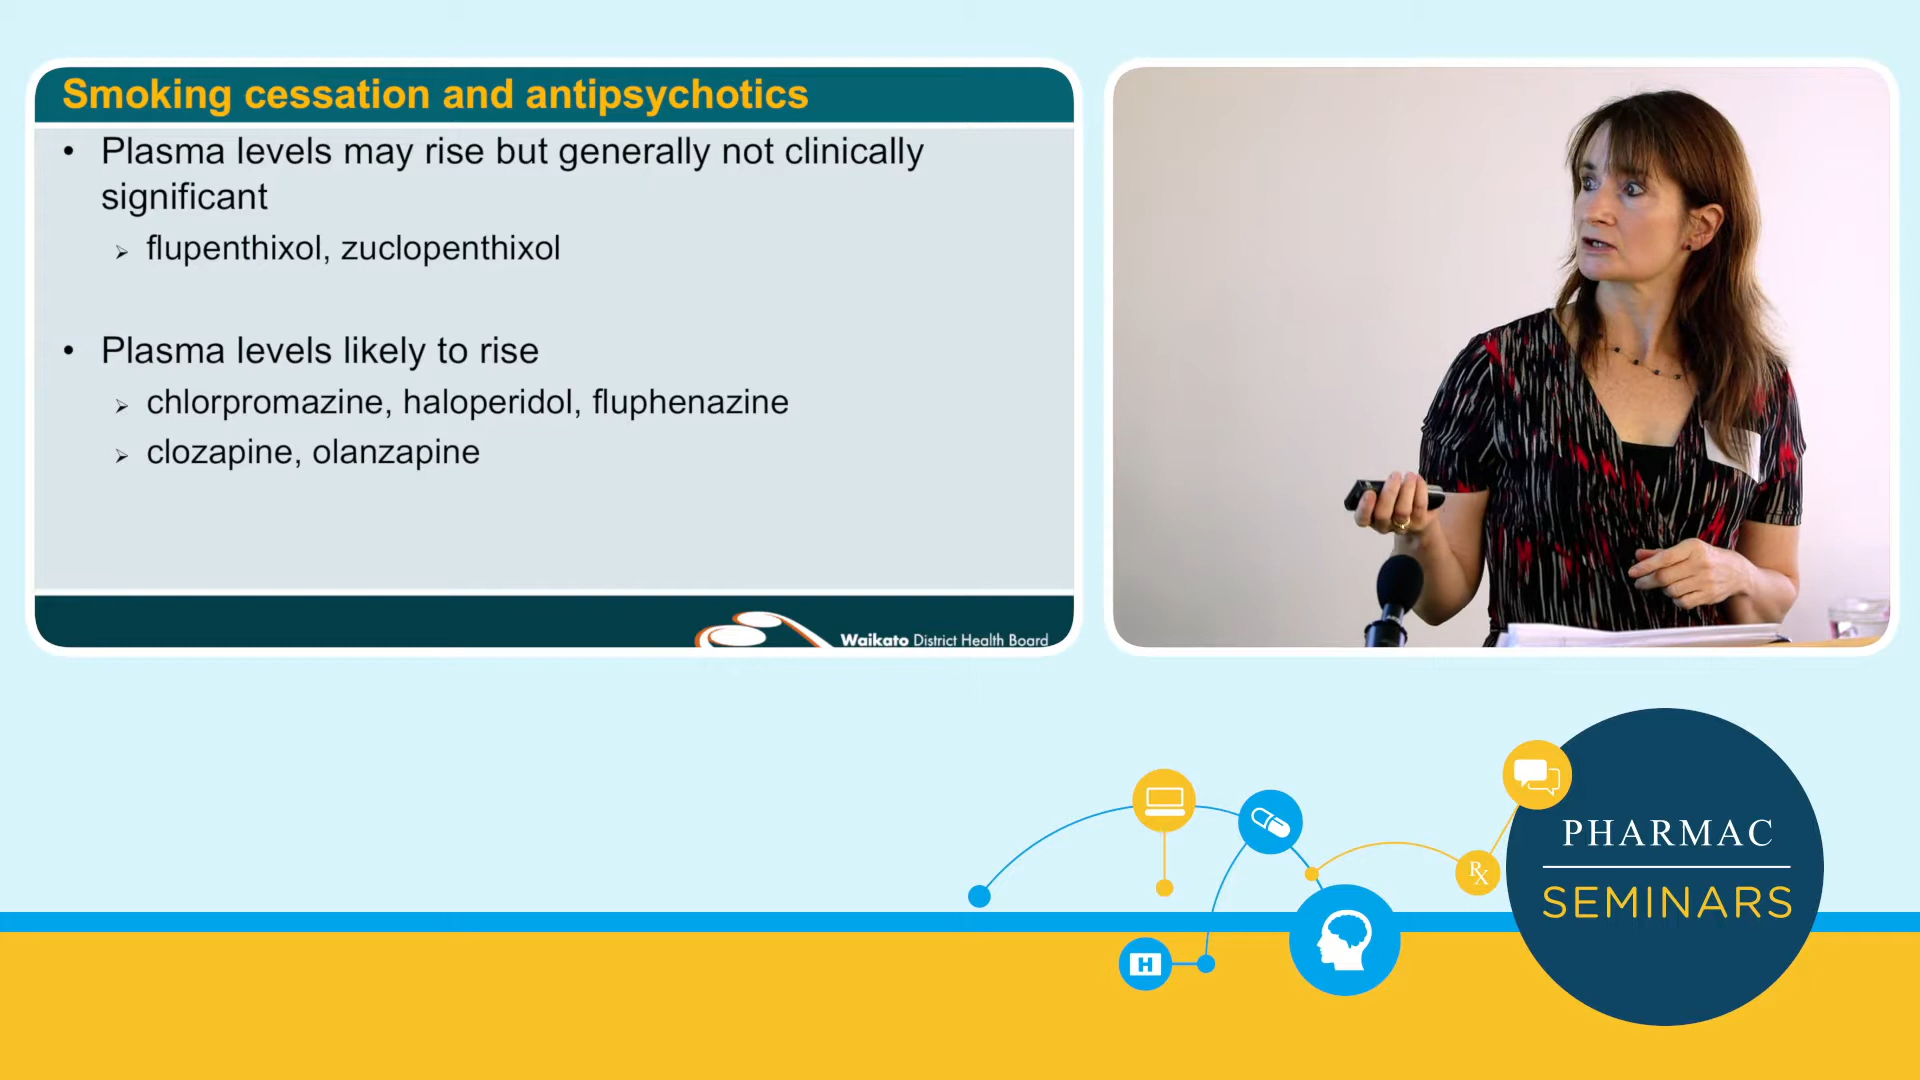 Smoking cessation and antipsychotics
• Plasma levels may rise but generally not clinically
significant
➢ flupenthixol, zuclopenthixol
• Plasma levels likely to rise
➢ chlorpromazine, haloperidol, fluphenazine
➢ clozapine, olanzapine
Waikato District Health Board
Rx
H
PHARMAC
SEMINARS